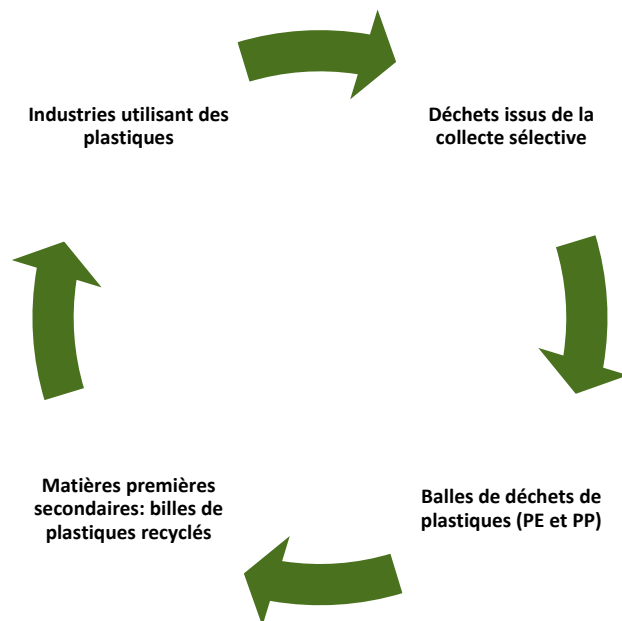 Industries utilisant des
plastiques
Déchets issus de la
collecte sélective
Balles de déchets de
plastiques (PE et PP)
Matières premières
secondaires: billes de
plastiques recyclés